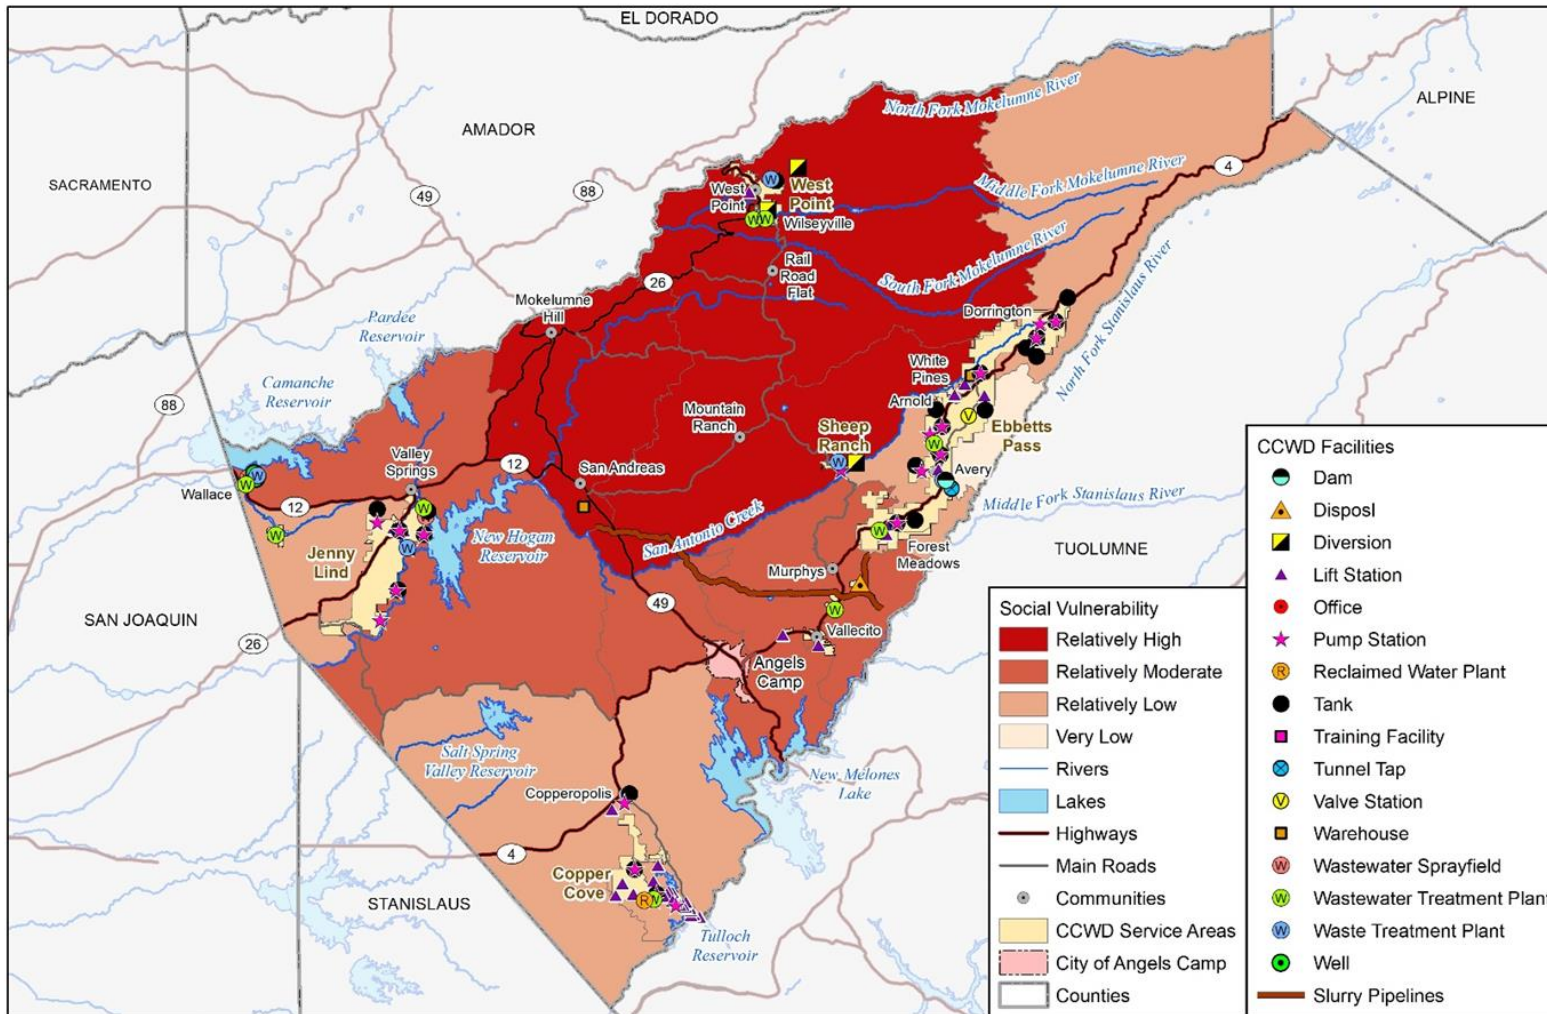 EL DORADO
ALPINE
AMADOR
SACRAMENTO
North Fork Mokelumne River
Middle Fork Mokelumne River
South Fork Mokelumne River
North Fork Stanislaus River
4
88
49
West
Point
West
Point
Wilseyville
Rail
Road
Flat
26
Mokelumne
Hill
Pardee
Reservoir
Camanche
Reservoir
88
Dorrington
White
Pines
Arnold
Ebbetts
Pass
Mountain
Ranch
Sheep
Ranch
Avery
Valley
Springs
12
San Andreas
Wallace
12
New Hogan
Reservoir
San Antonio Creek
Middle Fork Stanislaus River
Forest
Meadows
Jenny
Lind
Murphys
TUOLUMNE
49
SAN JOAQUIN
26
Vallecito
Angels
Camp
Salt Spring
Valley Reservoir
New Melones
Lake
Copperopolis
4
Copper
Cove
STANISLAUS
Tulloch
Reservoir
W
W
W
W
W
W
W
W
W
W
V
W
W
W
R
W
Social Vulnerability
Relatively High
Relatively Moderate
Relatively Low
Very Low
Rivers
Lakes
Highways
Main Roads
Communities
CCWD Service Areas
City of Angels Camp
Counties
CCWD Facilities
Dam
Disposl
Diversion
Lift Station
Office
Pump Station
R Reclaimed Water Plant
Tank
Training Facility
Tunnel Tap
V Valve Station
Warehouse
W Wastewater Sprayfield
W Wastewater Treatment Plant
W Waste Treatment Plant
Well
Slurry Pipelines